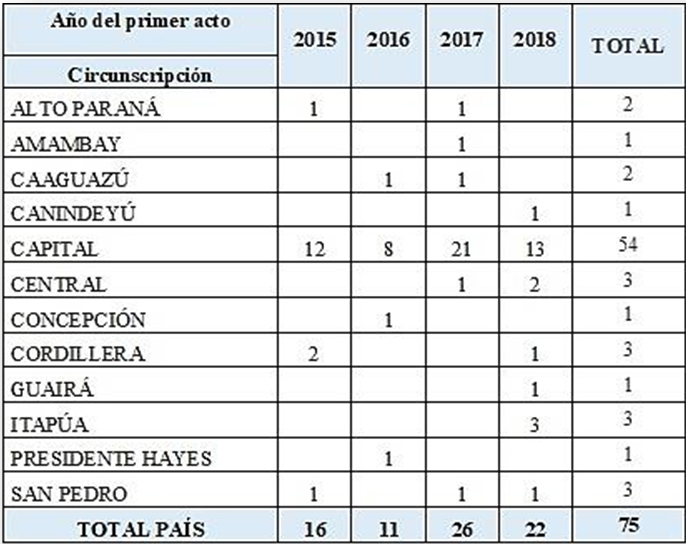 Año del primer acto
2015 2016 2017 2018 TOTAL
Circunscripción
ALTO PARANÁ 1 1 2
AMAMBAY 1 1
CAAGUAZÚ 1 1 2
CANINDEYÚ 1 1
CAPITAL 12 8 21 13 54
CENTRAL 1 2 3
CONCEPCIÓN 1 1
CORDILLERA 2 1 3
GUAIRÁ 1 1
ITAPÚA 3 3
PRESIDENTE HAYES 1 1
SAN PEDRO 1 1 1 3
TOTAL PAÍS 16 11 26 22 75